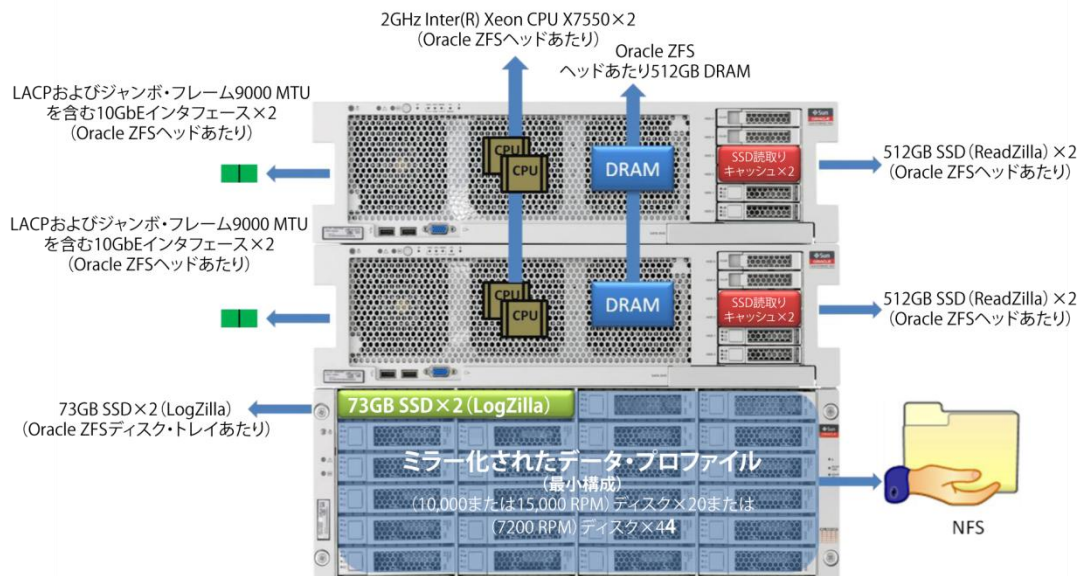 2GHz Inter(R) Xeon CPU X7550×2
(Oracle ZFSヘッドあたり)
Oracle ZFS
ヘッドあたり512GB DRAM
LACPおよびジャンボ・フレーム9000 MTU
を含む10GbEインタフェース×2
(Oracle ZFSヘッドあたり)
CPU
CPU
DRAM
SSD読取り
キャッシュ×2
512GB SSD(ReadZilla)×2
(Oracle ZFSヘッドあたり)
LACPおよびジャンボ・フレーム9000 MTU
を含む10GbEインタフェース×2
(Oracle ZFSヘッドあたり)
CPU
CPU
DRAM
SSD読取り
キャッシュ×2
512GB SSD(ReadZilla)×2
(Oracle ZFSヘッドあたり)
73GB SSD×2(LogZilla)
(Oracle ZFSディスク・トレイあたり)
73GB SSD×2(LogZilla)
ミラー化されたデータ・プロファイル
(最小構成)
(10,000または15,000 RPM)ディスク×20または
(7200 RPM)ディスク×44
NFS